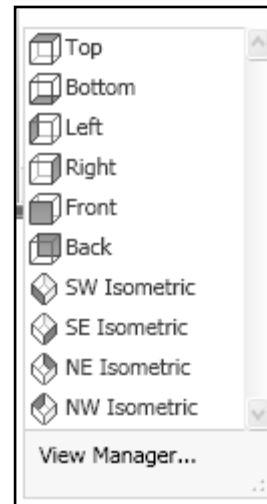 Top
Bottom
Left
Right
Front
Back
SW Isometric
SE Isometric
NE Isometric
NW Isometric
View Manager...